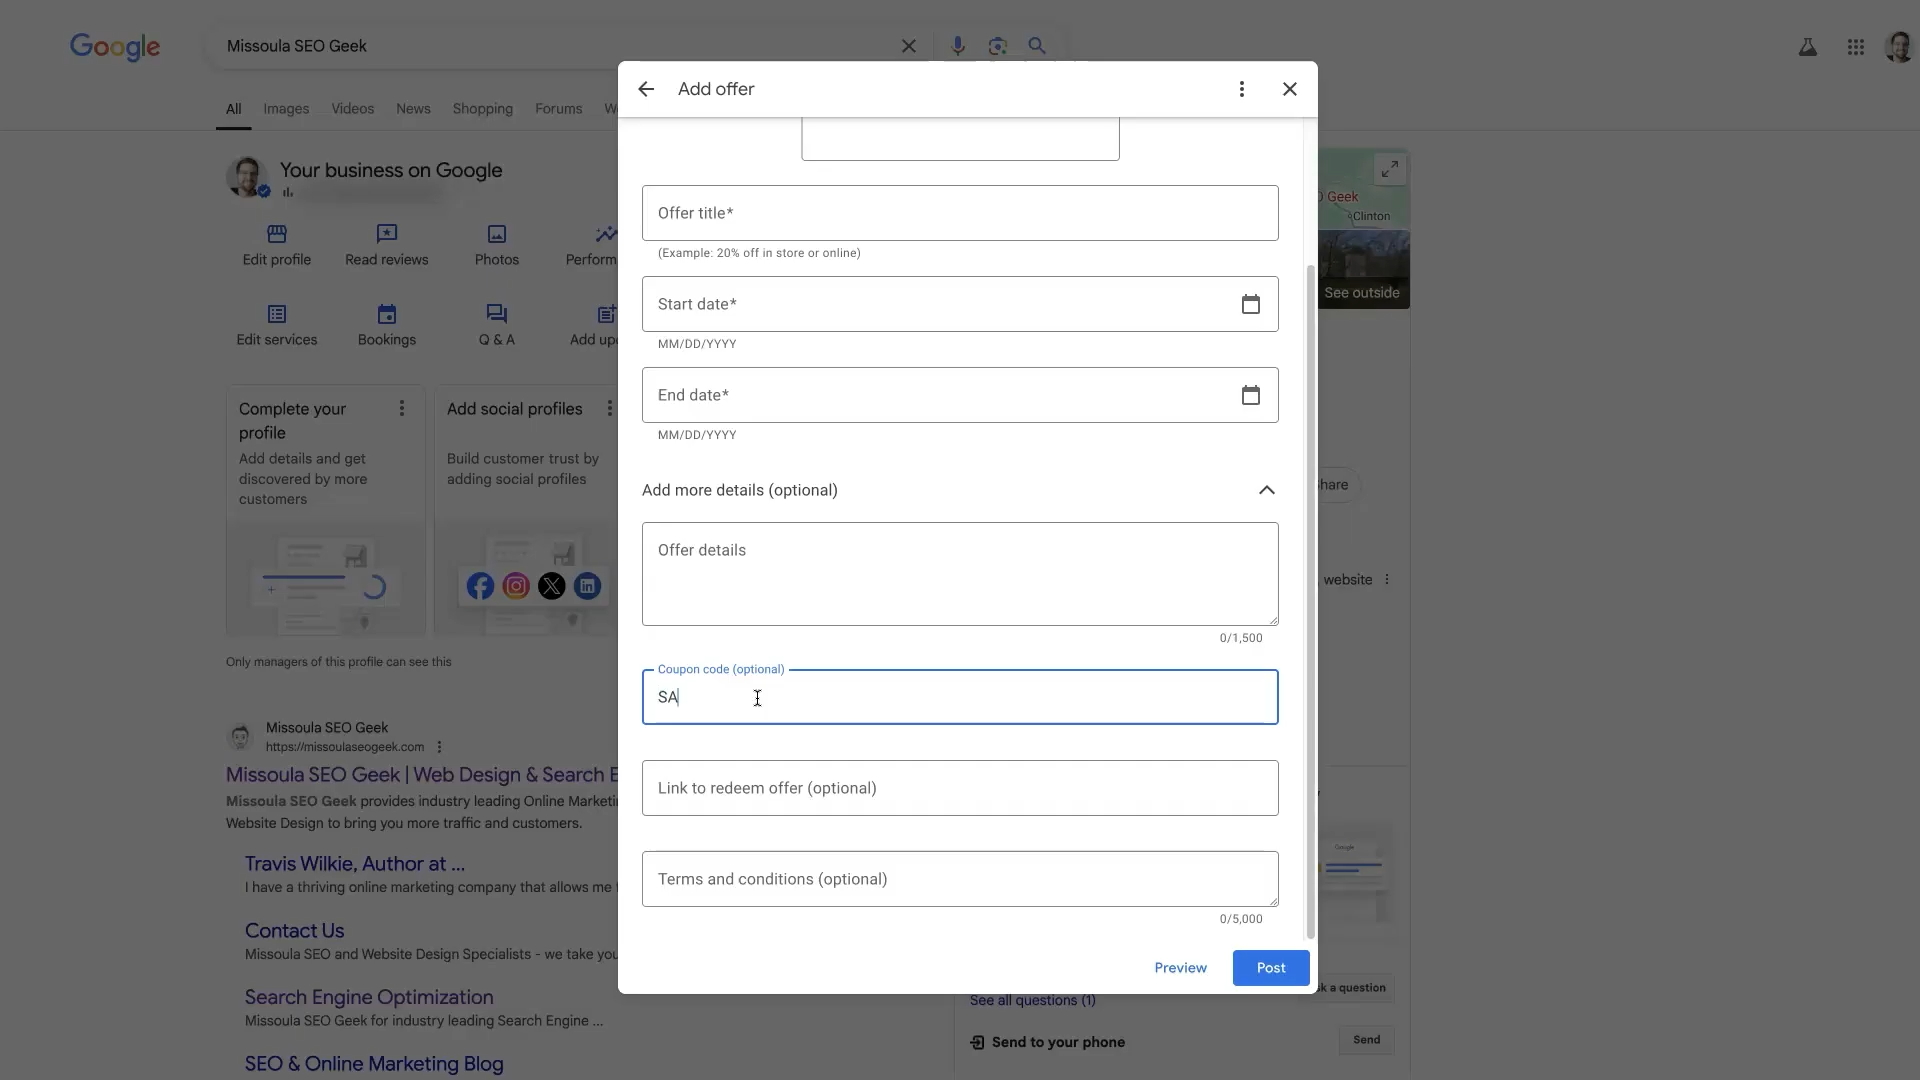 Google
Missoula SEO Geek
All
Images
Videos
News
Shopping
Forums
Add offer
Your business on Google
Edit profile
Read reviews
Photos
Perform
Edit services
Bookings
Q & A
Add up
Complete your
profile
Add details and get
discovered by more
customers
Add social profiles
Build customer trust by
adding social profiles
Only managers of this profile can see this
Missoula SEO Geek
https://missoulaseogeek.com
Missoula SEO Geek | Web Design & Search E
Missoula SEO Geek provides industry leading Online Marketi
Website Design to bring you more traffic and customers.
Travis Wilkie, Author at ...
I have a thriving online marketing company that allows me
Contact Us
Missoula SEO and Website Design Specialists - we take you
Search Engine Optimization
Missoula SEO Geek for industry leading Search Engine ...
SEO & Online Marketing Blog
Offer title*
(Example: 20% off in store or online)
Start date*
MM/DD/YYYY
End date*
MM/DD/YYYY
Add more details (optional)
Offer details
0/1,500
Coupon code (optional)
SA
Link to redeem offer (optional)
Terms and conditions (optional)
0/5,000
Preview
Post
Geek
Clinton
See outside
hare
website
Google
k a question
See all questions (1)
Send to your phone
Send